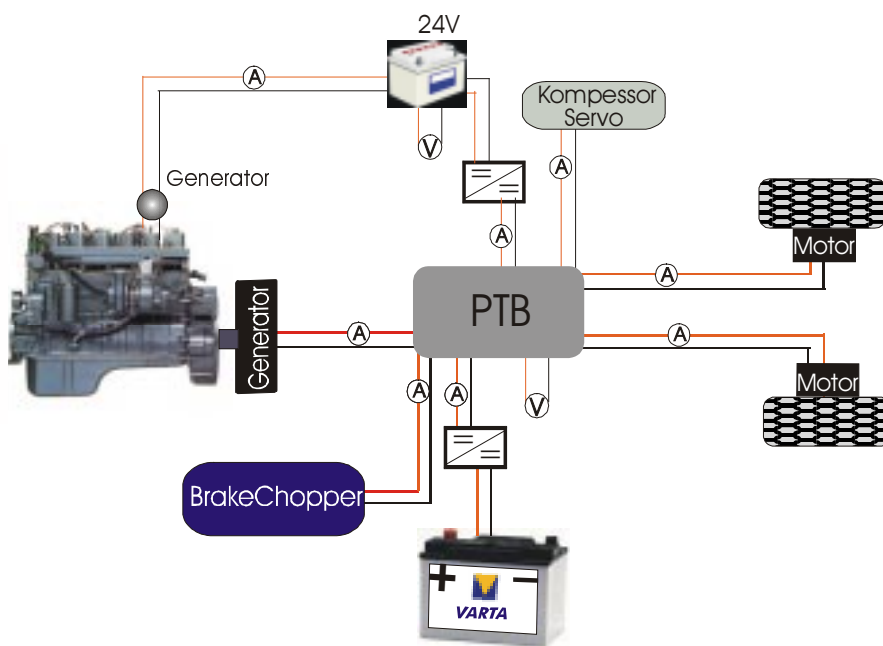 24V
A
Kompessor
Servo
V
A
Generator
A
Motor
A
PTB
Generator
A
A
Motor
A
A
V
BrakeChopper
+ −
VARTA